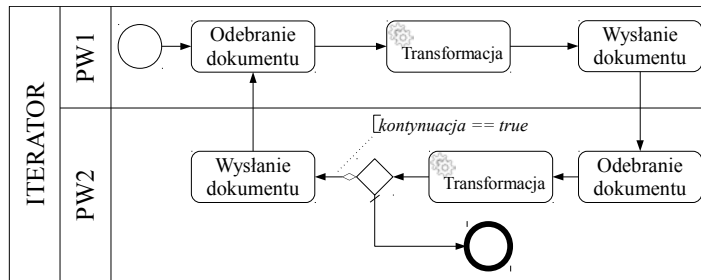 ITERATOR
PW1
Odebranie
dokumentu
Transformacja
Wysłanie
dokumentu
PW2
kontynuacja == true
Wysłanie
dokumentu
Transformacja
Odebranie
dokumentu